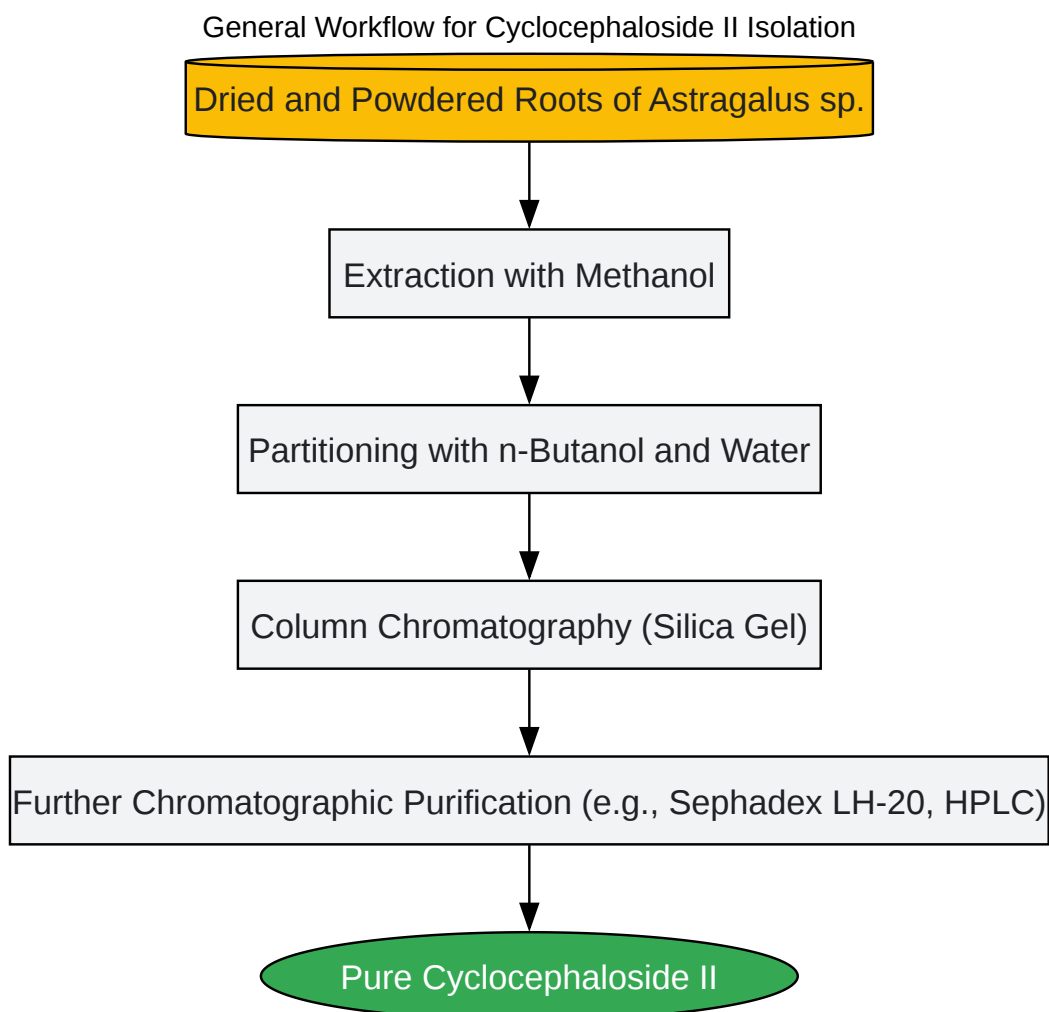 General Workflow for Cyclocephaloside II Isolation
Dried and Powdered Roots of Astragalus sp.
Extraction with Methanol
Partitioning with n-Butanol and Water
Column Chromatography (Silica Gel)
Further Chromatographic Purification (e.g., Sephadex LH-20, HPLC)
Pure Cyclocephaloside II